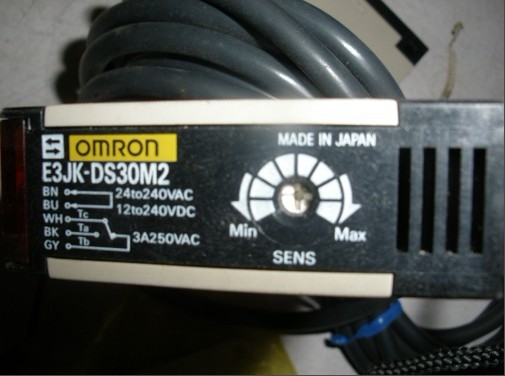 OMRON
MADE IN JAPAN
E3JK-DS30M2
BN 24to240VAC
BU 12to240VDC
WH Tc
BK Ta 3A250VAC
GY Tb
Min Max
SENS